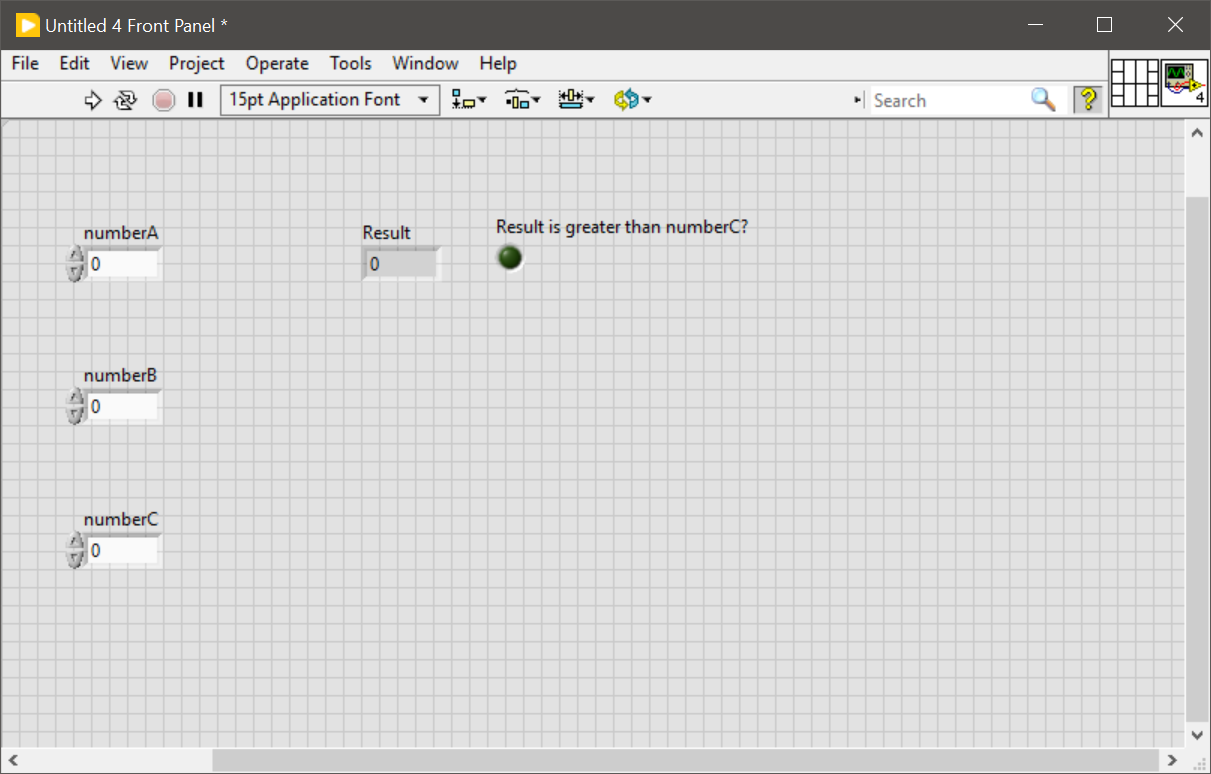 Untitled 4 Front Panel *
File Edit View Project Operate Tools Window Help
15pt Application Font Search ? 4
numberA Result Result is greater than numberC?
0 0
numberB
0
numberC
0